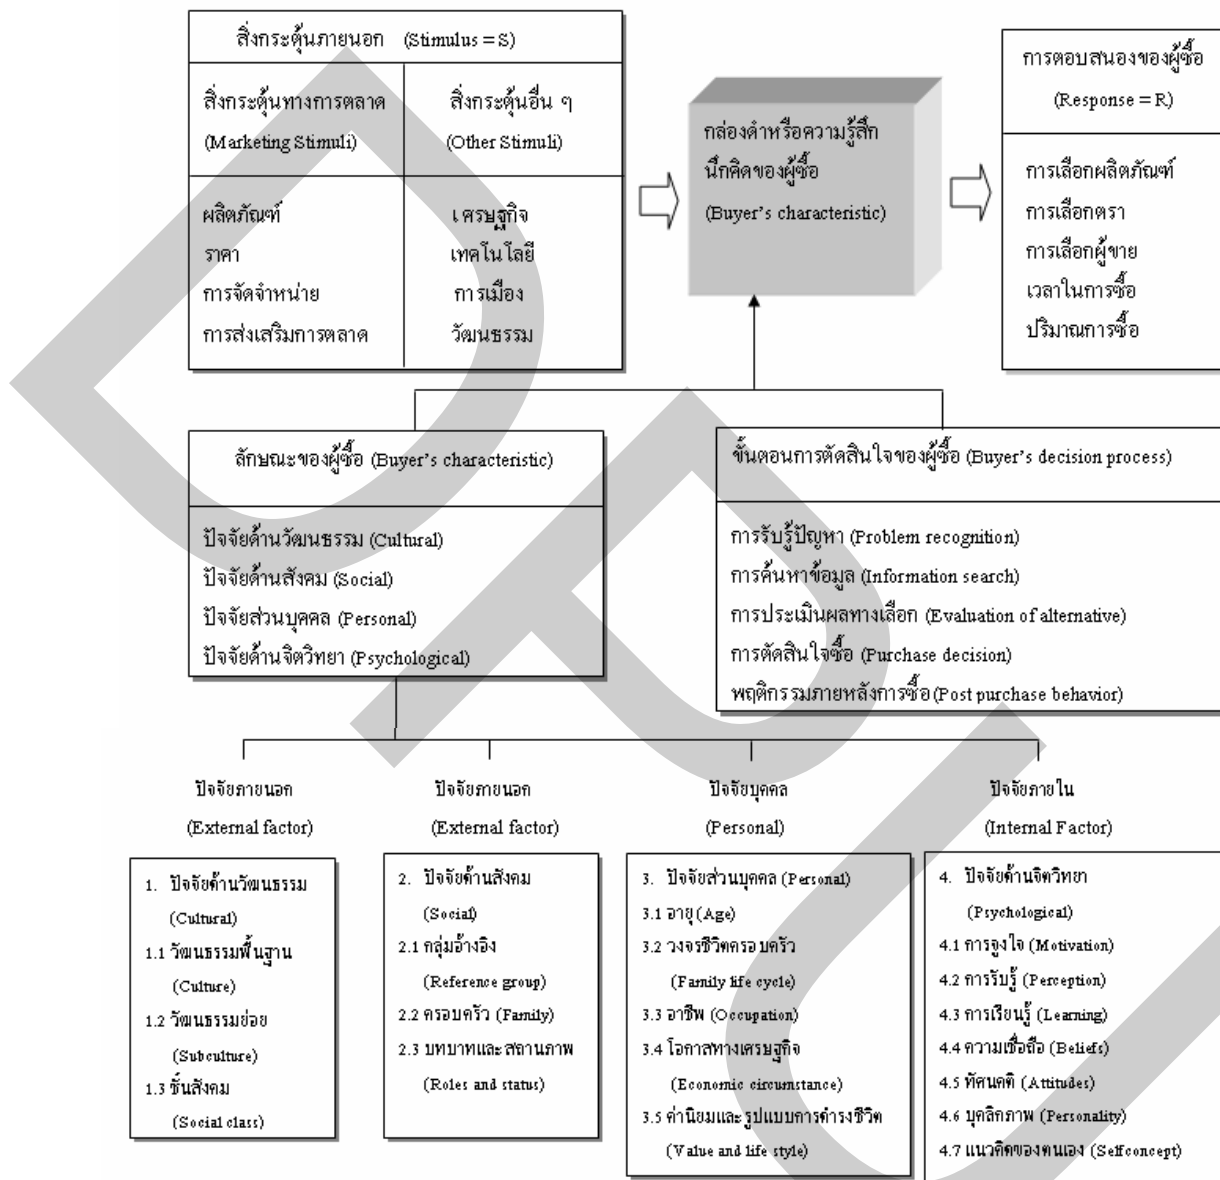 สิ่งกระตุ้นภายนอก (Stimulus = S)
สิ่งกระตุ้นทางการตลาด
(Marketing Stimuli)
สิ่งกระตุ้นอื่น ๆ
(Other Stimuli)
ผลิตภัณฑ์
ราคา
การจัดจำหน่าย
การส่งเสริมการตลาด
เศรษฐกิจ
เทคโนโลยี
การเมือง
วัฒนธรรม
กล่องดำหรือความรู้สึก
นึกคิดของผู้ซื้อ
(Buyer's characteristic)
การตอบสนองของผู้ซื้อ
(Response = R)
การเลือกผลิตภัณฑ์
การเลือกตรา
การเลือกผู้ขาย
เวลาในการซื้อ
ปริมาณการซื้อ
ลักษณะของผู้ซื้อ (Buyer's characteristic)
ปัจจัยด้านวัฒนธรรม (Cultural)
ปัจจัยด้านสังคม (Social)
ปัจจัยส่วนบุคคล (Personal)
ปัจจัยด้านจิตวิทยา (Psychological)
ขั้นตอนการตัดสินใจของผู้ซื้อ (Buyer's decision process)
การรับรู้ปัญหา (Problem recognition)
การค้นหาข้อมูล (Information search)
การประเมินผลทางเลือก (Evaluation of alternative)
การตัดสินใจซื้อ (Purchase decision)
พฤติกรรมภายหลังการซื้อ(Post purchase behavior)
ปัจจัยภายนอก
(External factor)
1. ปัจจัยด้านวัฒนธรรม
(Cultural)
1.1 วัฒนธรรมพื้นฐาน
(Culture)
1.2 วัฒนธรรมย่อย
(Subculture)
1.3 ชั้นสังคม
(Social class)
ปัจจัยภายนอก
(External factor)
2. ปัจจัยด้านสังคม
(Social)
2.1 กลุ่มอ้างอิง
(Reference group)
2.2 ครอบครัว (Family)
2.3 บทบาทและสถานภาพ
(Roles and status)
ปัจจัยบุคคล
(Personal)
3. ปัจจัยส่วนบุคคล (Personal)
3.1 อายุ (Age)
3.2 วงจรชีวิตครอบครัว
(Family life cycle)
3.3 อาชีพ (Occupation)
3.4 โอกาสทางเศรษฐกิจ
(Economic circumstance)
3.5 ค่านิยมและรูปแบบการดำรงชีวิต
(Value and life style)
ปัจจัยภายใน
(Internal Factor)
4. ปัจจัยด้านจิตวิทยา
(Psychological)
4.1 การจูงใจ (Motivation)
4.2 การรับรู้ (Perception)
4.3 การเรียนรู้ (Learning)
4.4 ความเชื่อถือ (Beliefs)
4.5 ทัศนคติ (Attitudes)
4.6 บุคลิกภาพ (Personality)
4.7 แนวคิดของตนเอง (Selfconcept)